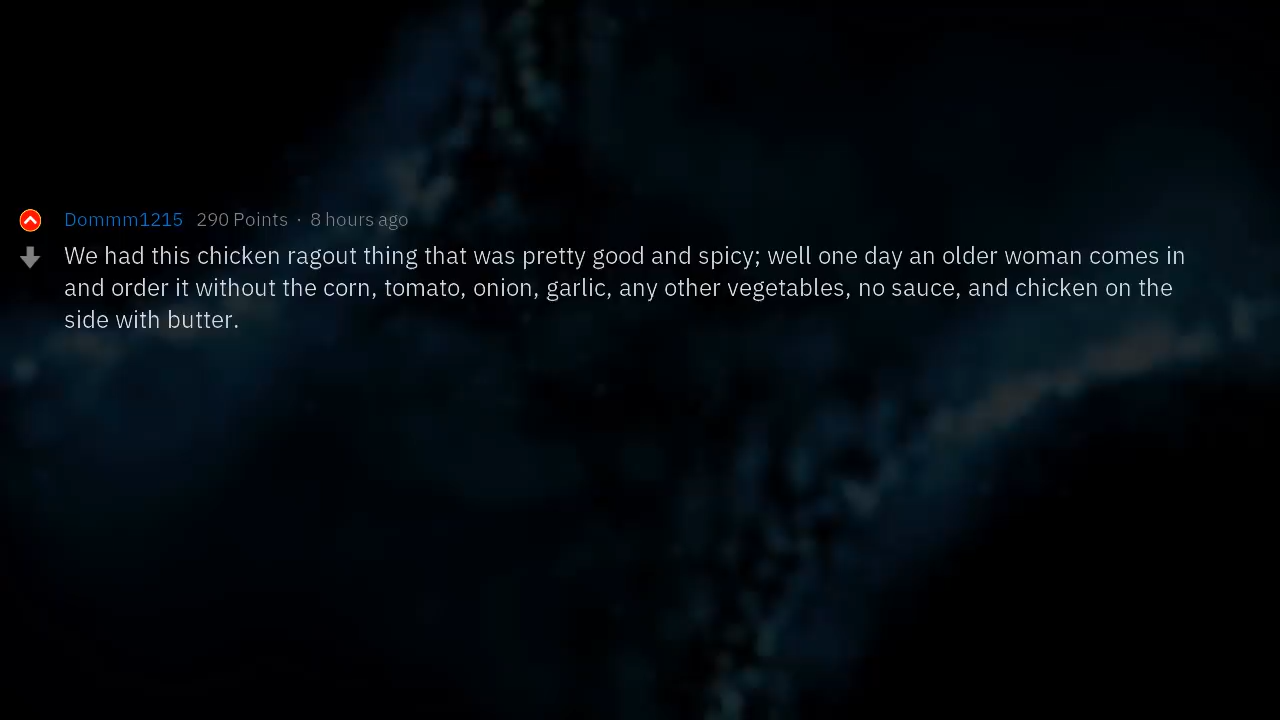 Dommm1215 290 Points · 8 hours ago
We had this chicken ragout thing that was pretty good and spicy; well one day an older woman comes in
and order it without the corn, tomato, onion, garlic, any other vegetables, no sauce, and chicken on the
side with butter.